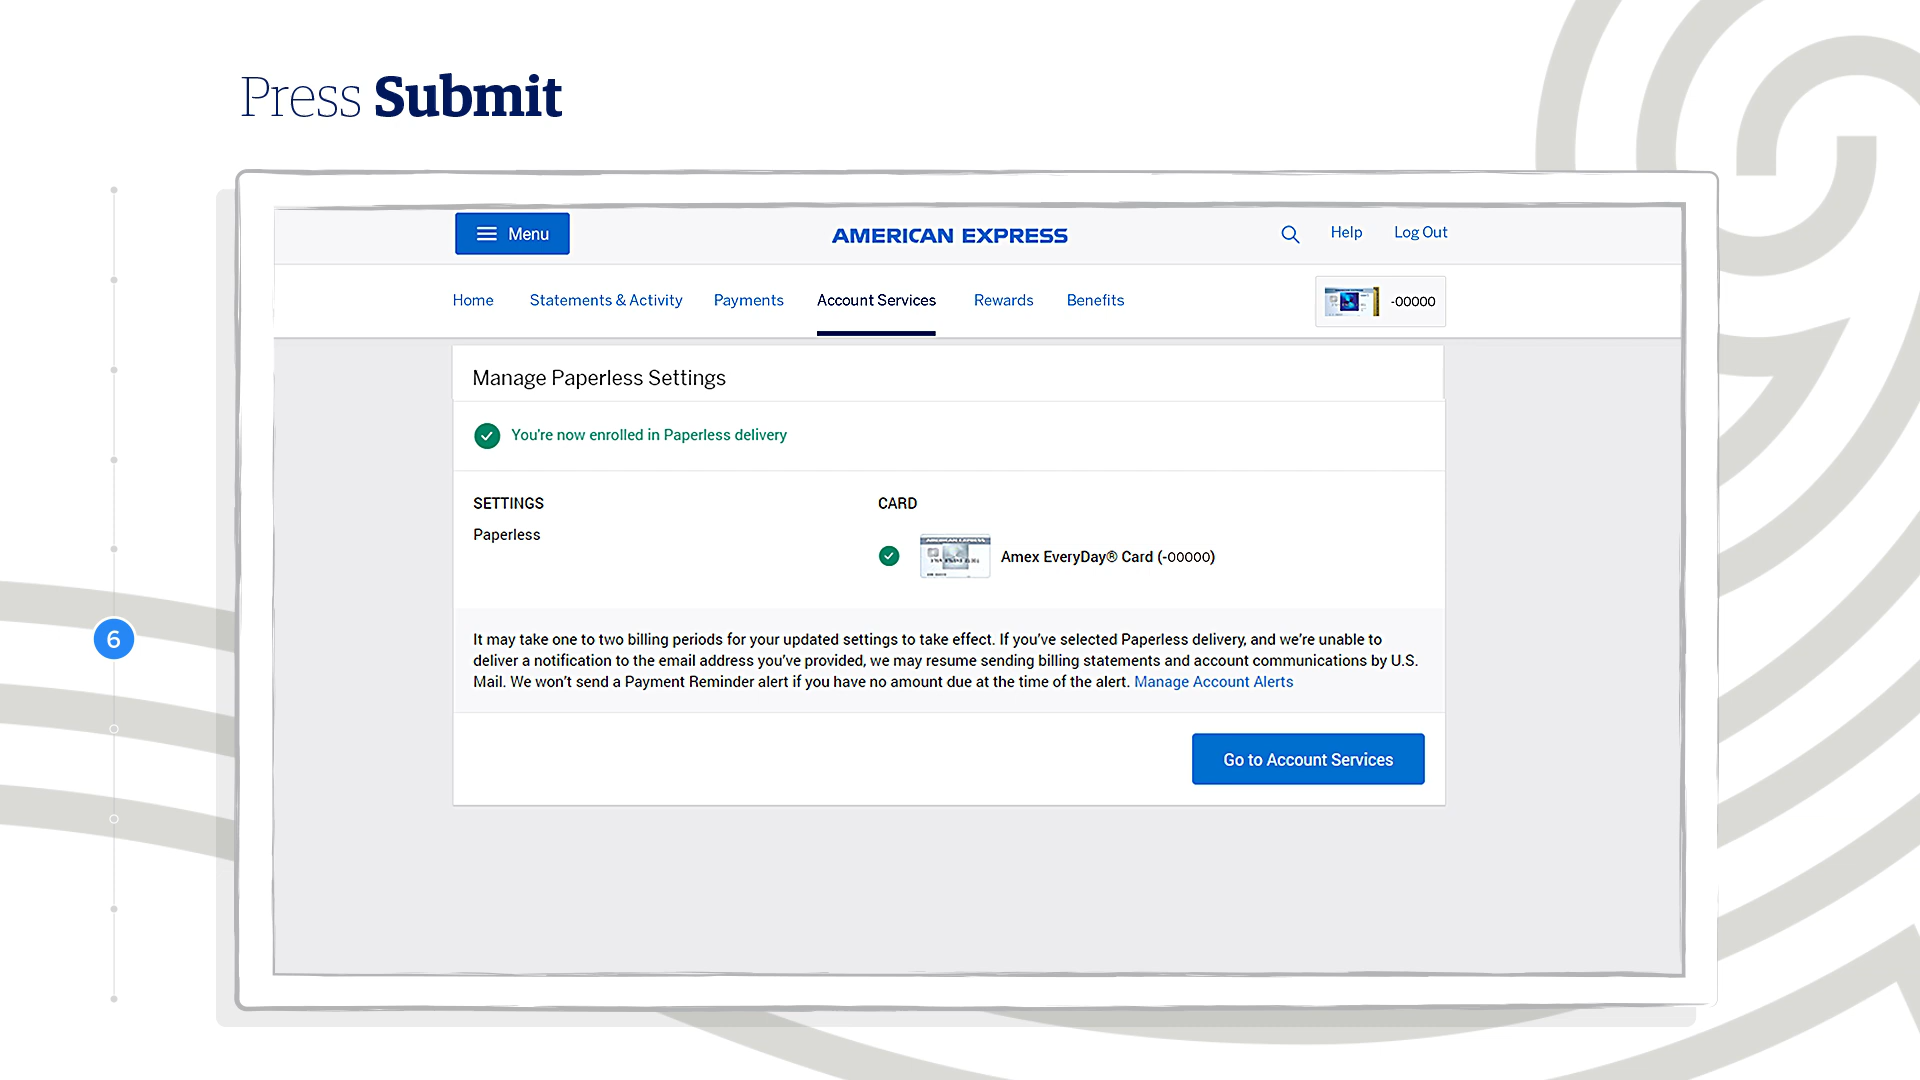 Press Submit
Menu
AMERICAN EXPRESS
Help
Log Out
Home
Statements & Activity
Payments
Account Services
Rewards
Benefits
-00000
Manage Paperless Settings
You're now enrolled in Paperless delivery
SETTINGS
Paperless
CARD
AMERICAN EXPRESS
Amex EveryDay® Card (-00000)
6
It may take one to two billing periods for your updated settings to take effect. If you've selected Paperless delivery, and we're unable to
deliver a notification to the email address you've provided, we may resume sending billing statements and account communications by U.S.
Mail. We won't send a Payment Reminder alert if you have no amount due at the time of the alert. Manage Account Alerts
Go to Account Services